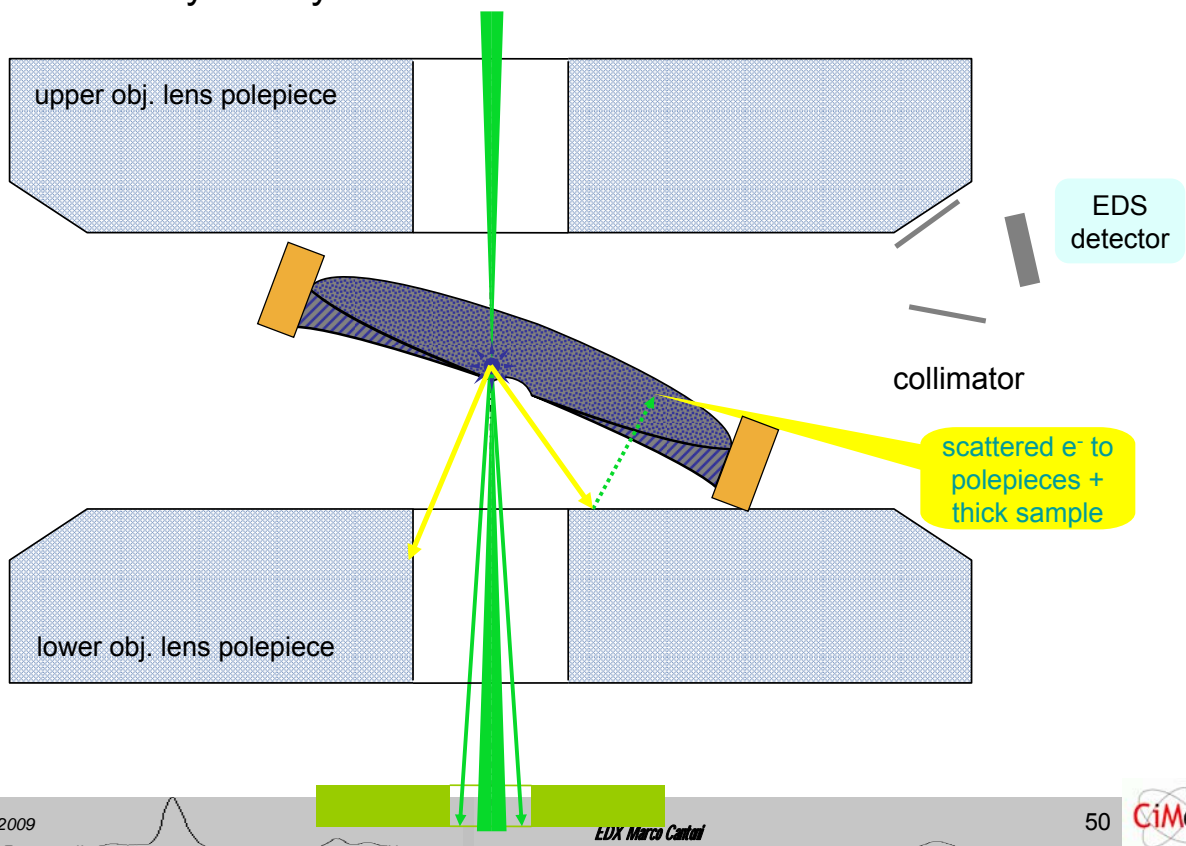 upper obj. lens polepiece
EDS
detector
collimator
scattered e⁻ to
polepieces +
thick sample
lower obj. lens polepiece
2009
EDX Marco Cantoni
50